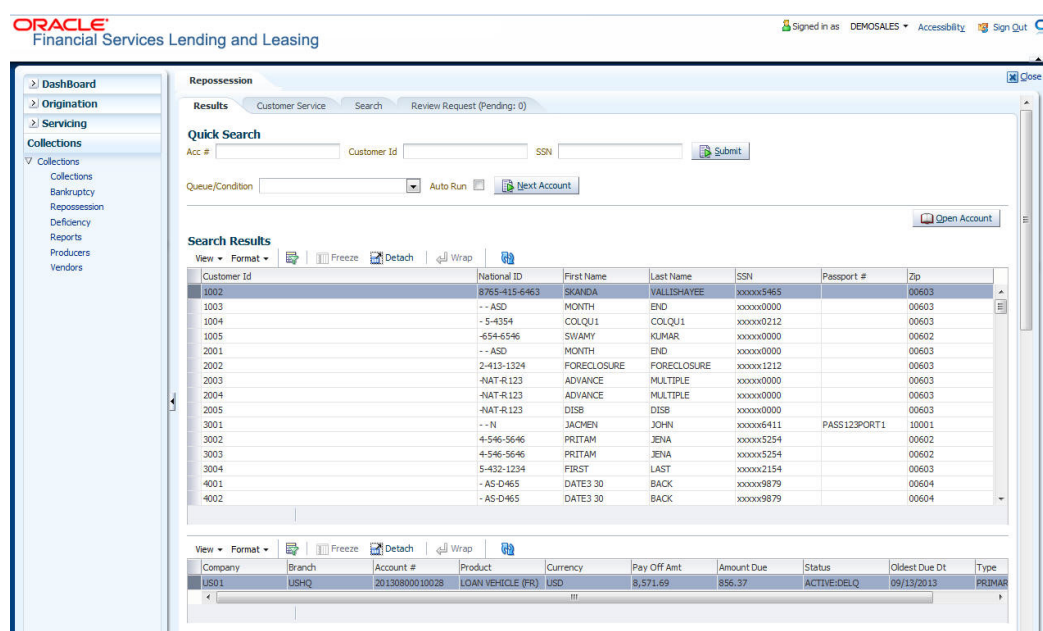 ORACLE
Financial Services Lending and Leasing
Signed in as DEMOSALES Accessibility Sign Out
Close
DashBoard
Origination
Servicing
Collections
Collections
Collections
Bankruptcy
Repossession
Deficiency
Reports
Producers
Vendors
Repossession
Results Customer Service Search Review Request (Pending: 0)
Quick Search
Acc # Customer Id SSN Submit
Queue/Condition Auto Run Next Account
Open Account
Search Results
View Format Freeze Detach Wrap
Customer Id National ID First Name Last Name SSN Passport # Zip
1002 8765-415-6463 SKANDA VALLISHAYEE xxxxx5465 00603
1003 - - ASD MONTH END xxxxx0000 00603
1004 - 5-4354 COLQU1 COLQU1 xxxxx0212 00603
1005 -654-6546 SWAMY KUMAR xxxxx0000 00602
2001 - - ASD MONTH END xxxxx0000 00603
2002 2-413-1324 FORECLOSURE FORECLOSURE xxxxx1212 00603
2003 -NAT-R123 ADVANCE MULTIPLE xxxxx0000 00603
2004 -NAT-R123 ADVANCE MULTIPLE xxxxx0000 00603
2005 -NAT-R123 DISB DISB xxxxx0000 00603
3001 - - N JACMEN JOHN xxxxx6411 PASS123PORT1 10001
3002 4-546-5646 PRITAM JENA xxxxx5254 00602
3003 4-546-5646 PRITAM JENA xxxxx5254 00602
3004 5-432-1234 FIRST LAST xxxxx2154 00603
4001 - AS-D465 DATE3 30 BACK xxxxx9879 00604
4002 - AS-D465 DATE3 30 BACK xxxxx9879 00604
View Format Freeze Detach Wrap
Company Branch Account # Product Currency Pay Off Amt Amount Due Status Oldest Due Dt Type
US01 USHQ 20130800010028 LOAN VEHICLE (FR) USD 8,571.69 856.37 ACTIVE:DELQ 09/13/2013 PRIMAR